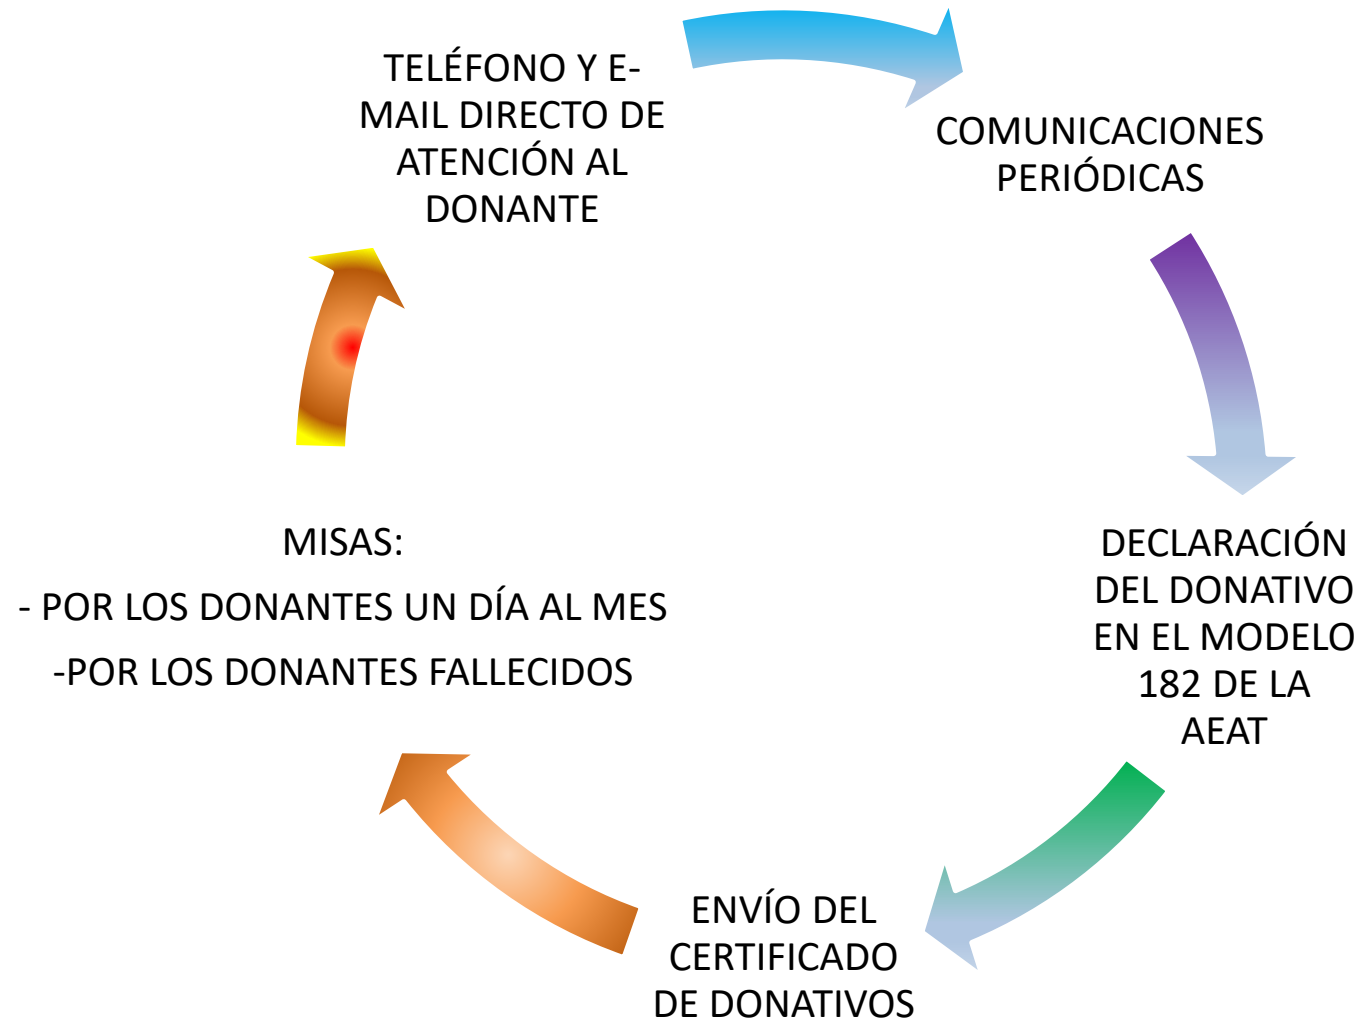 TELÉFONO Y E-
MAIL DIRECTO DE
ATENCIÓN AL
DONANTE
COMUNICACIONES
PERIÓDICAS
DECLARACIÓN
DEL DONATIVO
EN EL MODELO
182 DE LA
AEAT
ENVÍO DEL
CERTIFICADO
DE DONATIVOS
MISAS:
- POR LOS DONANTES UN DÍA AL MES
-POR LOS DONANTES FALLECIDOS